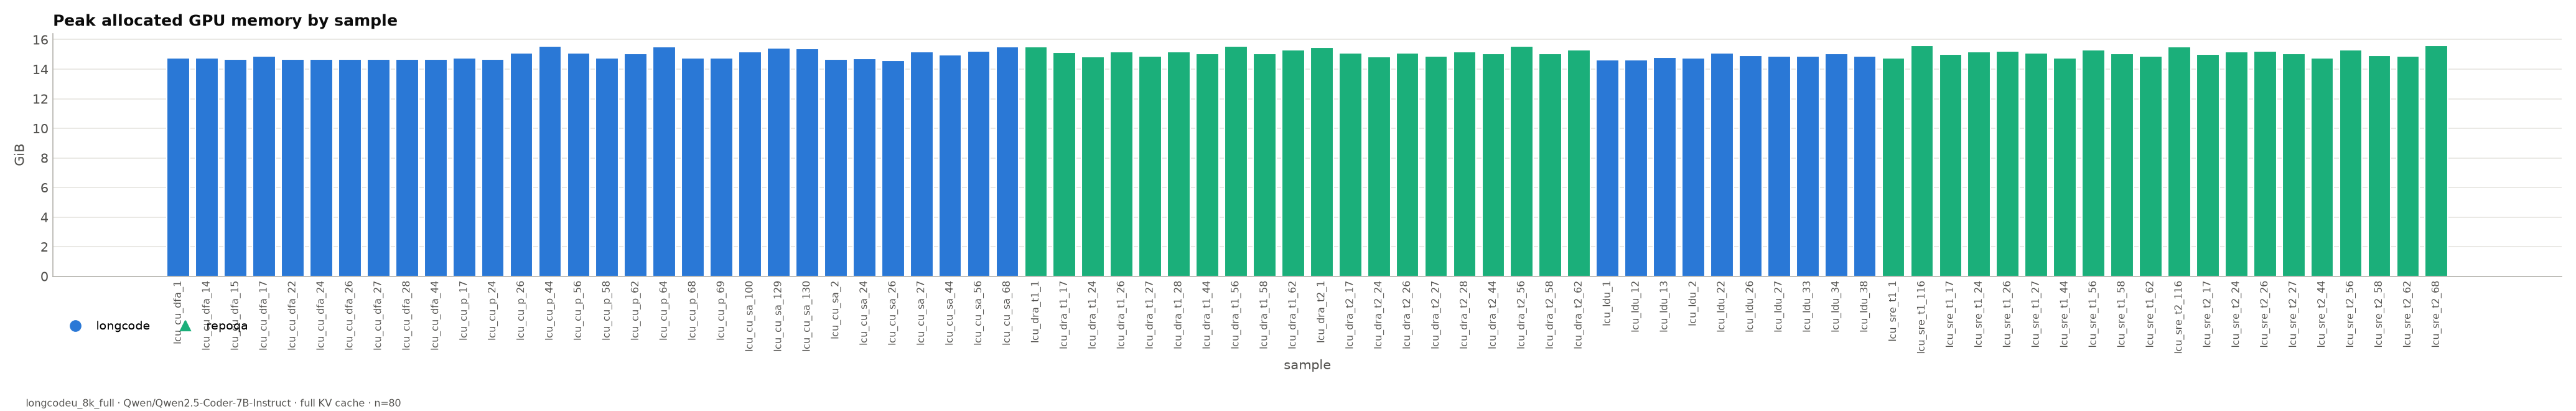 Peak allocated GPU memory by sample
16
14
12
10
8
6
4
2
0
GiB
lcu_cu_dfa_1
lcu_cu_dfa_14
lcu_cu_dfa_15
lcu_cu_dfa_17
lcu_cu_dfa_22
lcu_cu_dfa_24
lcu_cu_dfa_26
lcu_cu_dfa_27
lcu_cu_dfa_28
lcu_cu_dfa_44
lcu_cu_p_17
lcu_cu_p_24
lcu_cu_p_26
lcu_cu_p_44
lcu_cu_p_56
lcu_cu_p_58
lcu_cu_p_62
lcu_cu_p_64
lcu_cu_p_68
lcu_cu_p_69
lcu_cu_sa_100
lcu_cu_sa_129
lcu_cu_sa_130
lcu_cu_sa_2
lcu_cu_sa_24
lcu_cu_sa_26
lcu_cu_sa_27
lcu_cu_sa_44
lcu_cu_sa_56
lcu_cu_sa_68
lcu_dra_t1_1
lcu_dra_t1_17
lcu_dra_t1_24
lcu_dra_t1_26
lcu_dra_t1_27
lcu_dra_t1_28
lcu_dra_t1_44
lcu_dra_t1_56
lcu_dra_t1_58
lcu_dra_t1_62
lcu_dra_t2_1
lcu_dra_t2_17
lcu_dra_t2_24
lcu_dra_t2_26
lcu_dra_t2_27
lcu_dra_t2_28
lcu_dra_t2_44
lcu_dra_t2_56
lcu_dra_t2_58
lcu_dra_t2_62
lcu_ldu_1
lcu_ldu_12
lcu_ldu_13
lcu_ldu_2
lcu_ldu_22
lcu_ldu_26
lcu_ldu_27
lcu_ldu_33
lcu_ldu_34
lcu_ldu_38
lcu_sre_t1_1
lcu_sre_t1_116
lcu_sre_t1_17
lcu_sre_t1_24
lcu_sre_t1_26
lcu_sre_t1_27
lcu_sre_t1_44
lcu_sre_t1_56
lcu_sre_t1_58
lcu_sre_t1_62
lcu_sre_t2_116
lcu_sre_t2_17
lcu_sre_t2_24
lcu_sre_t2_26
lcu_sre_t2_27
lcu_sre_t2_44
lcu_sre_t2_56
lcu_sre_t2_58
lcu_sre_t2_62
lcu_sre_t2_68
longcode
repoqa
sample
longcodeu_8k_full · Qwen/Qwen2.5-Coder-7B-Instruct · full KV cache · n=80